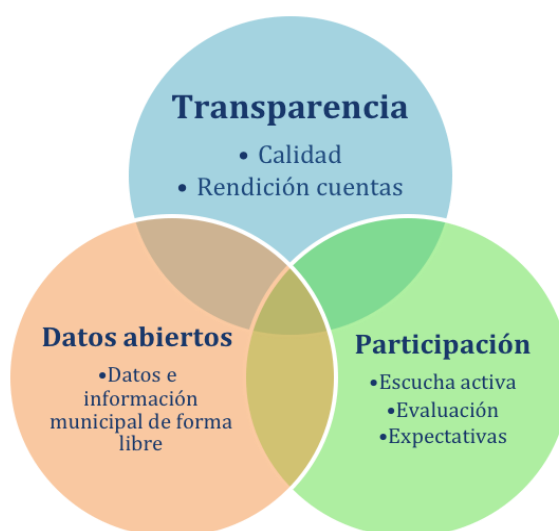 Transparencia
• Calidad
• Rendición cuentas
Datos abiertos
•Datos e
información
municipal de forma
libre
Participación
•Escucha activa
•Evaluación
•Expectativas